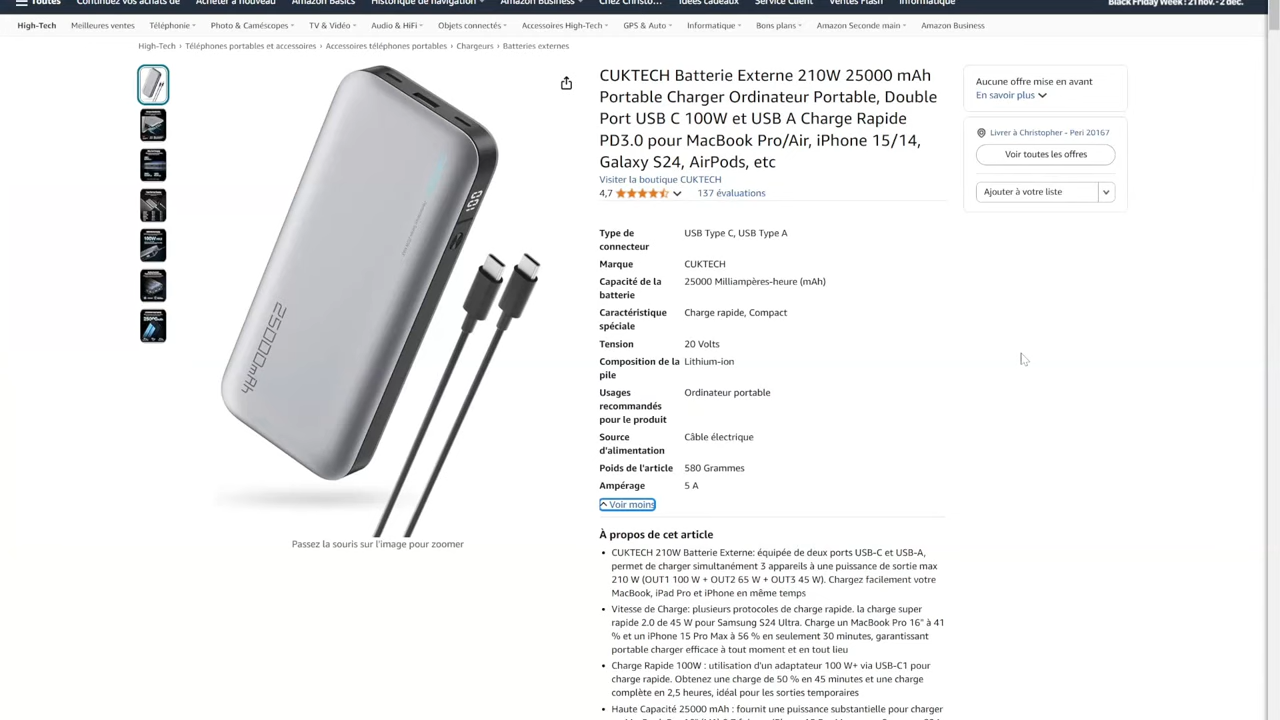 Toutes Continuez vos achats de Acheter à nouveau Amazon Basics Historique de navigation Amazon Business Chez Christo... Idées cadeaux Service Client Ventes Flash Informatique Black Friday Week : 21 nov. - 2 déc.
High-Tech Meilleures ventes Téléphonie Photo & Caméscopes TV & Vidéo Audio & HiFi Objets connectés Accessoires High-Tech GPS & Auto Informatique Bons plans Amazon Seconde main Amazon Business
High-Tech › Téléphones portables et accessoires › Accessoires téléphones portables › Chargeurs › Batteries externes
25000mAh
Passez la souris sur l'image pour zoomer
CUKTECH Batterie Externe 210W 25000 mAh
Portable Charger Ordinateur Portable, Double
Port USB C 100W et USB A Charge Rapide
PD3.0 pour MacBook Pro/Air, iPhone 15/14,
Galaxy S24, AirPods, etc
Visiter la boutique CUKTECH
4,7 137 évaluations
Type de connecteur USB Type C, USB Type A
Marque CUKTECH
Capacité de la batterie 25000 Milliampères-heure (mAh)
Caractéristique spéciale Charge rapide, Compact
Tension 20 Volts
Composition de la pile Lithium-ion
Usages recommandés pour le produit Ordinateur portable
Source d'alimentation Câble électrique
Poids de l'article 580 Grammes
Ampérage 5 A
Voir moins
À propos de cet article
• CUKTECH 210W Batterie Externe: équipée de deux ports USB-C et USB-A,
permet de charger simultanément 3 appareils à une puissance de sortie max
210 W (OUT1 100 W + OUT2 65 W + OUT3 45 W). Chargez facilement votre
MacBook, iPad Pro et iPhone en même temps
• Vitesse de Charge: plusieurs protocoles de charge rapide. la charge super
rapide 2.0 de 45 W pour Samsung S24 Ultra. Charge un MacBook Pro 16" à 41
% et un iPhone 15 Pro Max à 56 % en seulement 30 minutes, garantissant
portable charger efficace à tout moment et en tout lieu
• Charge Rapide 100W : utilisation d'un adaptateur 100 W+ via USB-C1 pour
charge rapide. Obtenez une charge de 50 % en 45 minutes et une charge
complète en 2,5 heures, idéal pour les sorties temporaires
• Haute Capacité 25000 mAh : fournit une puissance substantielle pour charger
Aucune offre mise en avant
En savoir plus
Livrer à Christopher - Peri 20167
Voir toutes les offres
Ajouter à votre liste